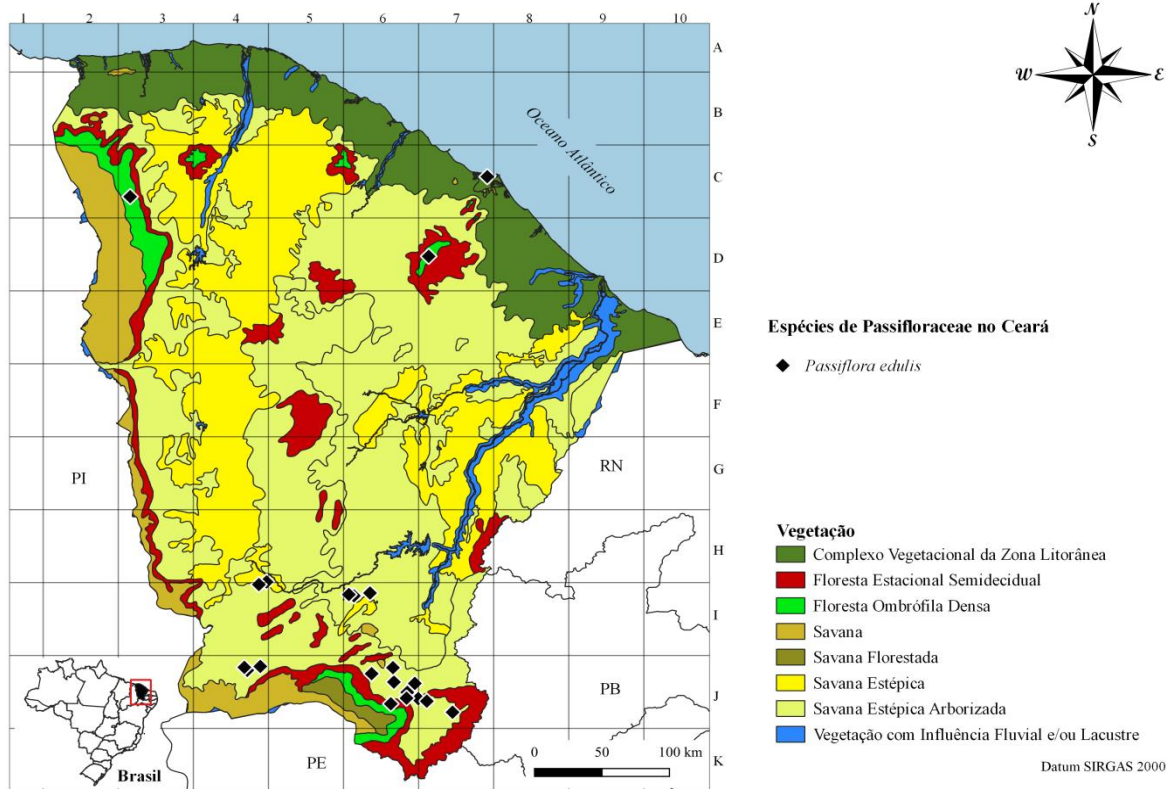 1 2 3 4 5 6 7 8 9 10
A
B
C
D
E
F
G
H
I
J
K
Oceano Atlântico
PI
RN
PB
PE
Brasil
0 50 100 km
N
W E
S
Espécies de Passifloraceae no Ceará
Passiflora edulis
Vegetação
Complexo Vegetacional da Zona Litorânea
Floresta Estacional Semidecidual
Floresta Ombrófila Densa
Savana
Savana Florestada
Savana Estépica
Savana Estépica Arborizada
Vegetação com Influência Fluvial e/ou Lacustre
Datum SIRGAS 2000